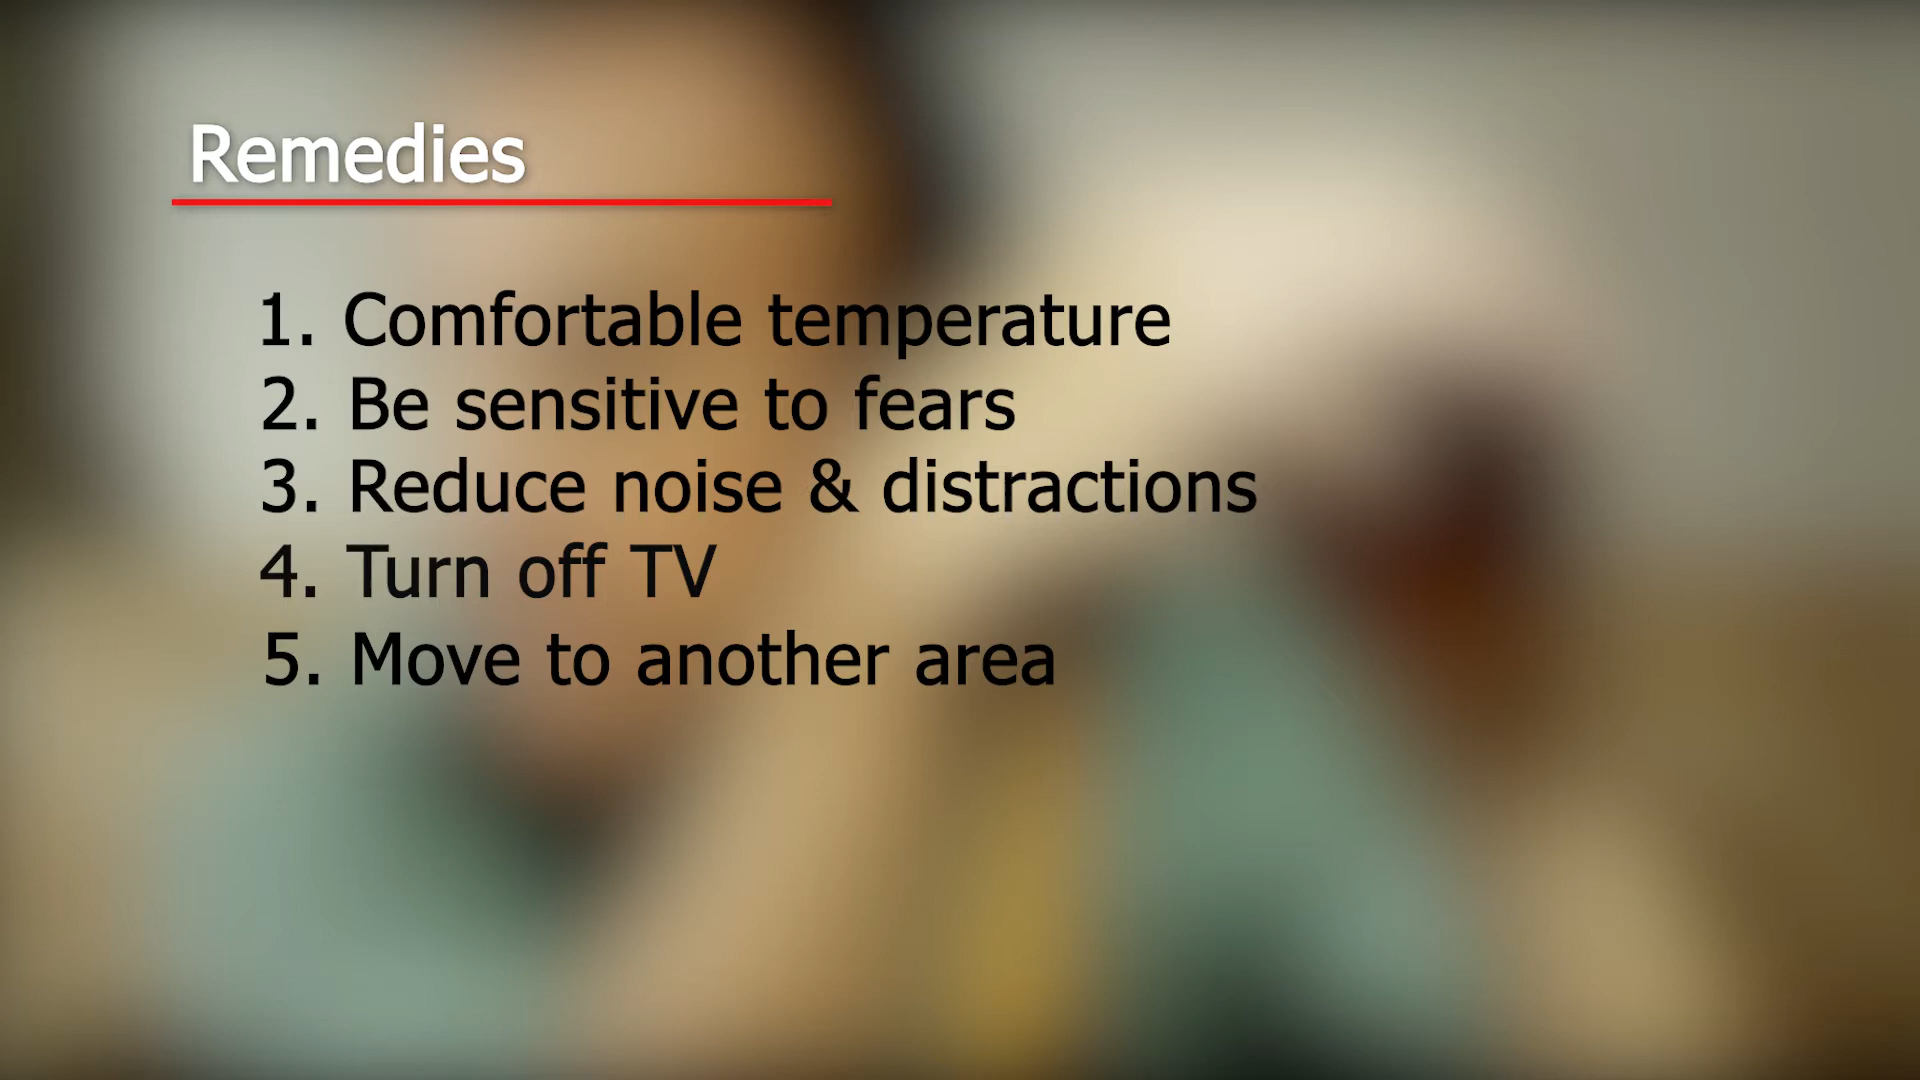 Remedies
1. Comfortable temperature
2. Be sensitive to fears
3. Reduce noise & distractions
4. Turn off TV
5. Move to another area